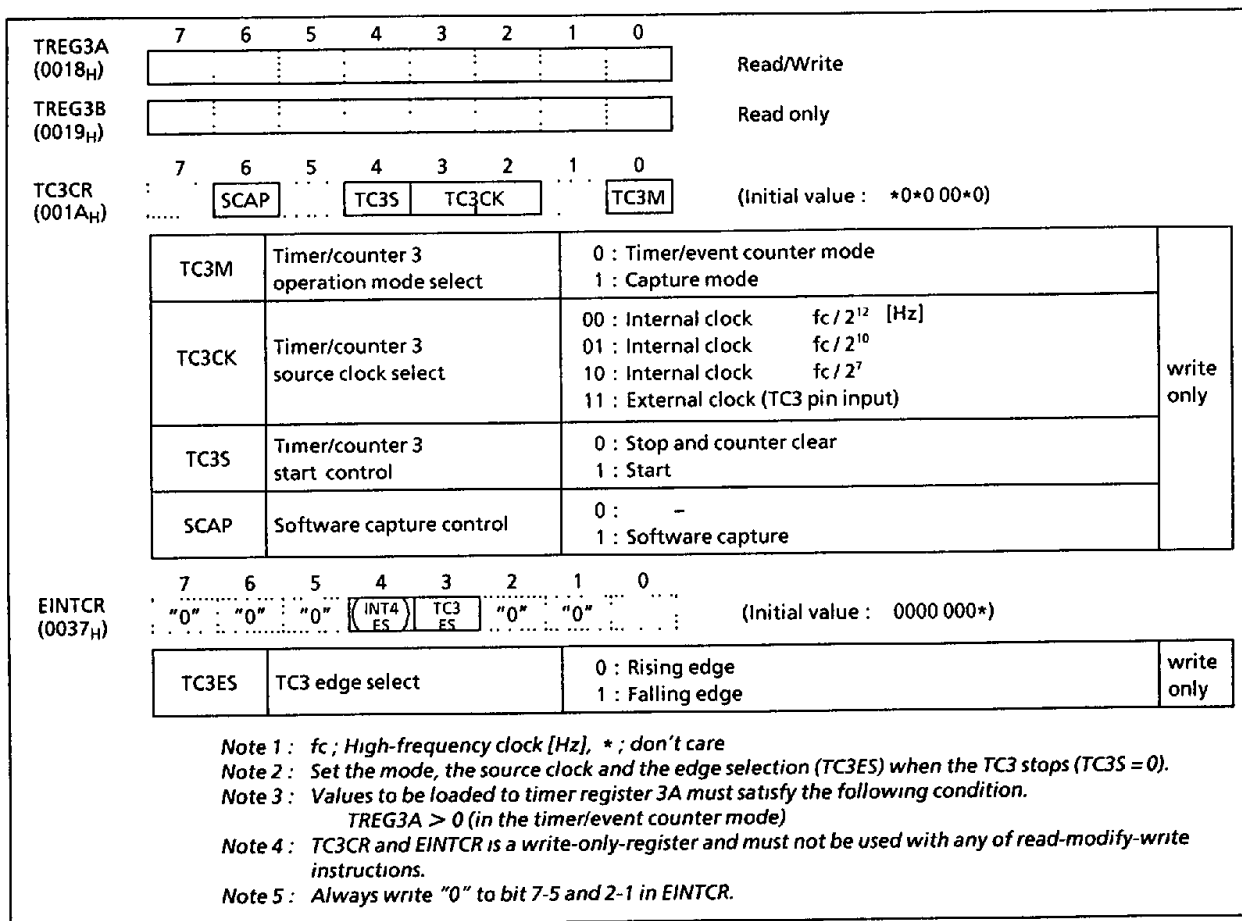 7 6 5 4 3 2 1 0
TREG3A
(0018H) Read/Write
TREG3B Read only
(0019H)
7 6 5 4 3 2 1 0
TC3CR SCAP TC3S TC3CK TC3M (Initial value : *0*0 00*0)
(001AH)
TC3M Timer/counter 3 0 : Timer/event counter mode
operation mode select 1 : Capture mode
00 : Internal clock fc / 2¹² [Hz]
TC3CK Timer/counter 3 01 : Internal clock fc / 2¹⁰
source clock select 10 : Internal clock fc / 2⁷ write
11 : External clock (TC3 pin input) only
TC3S Timer/counter 3 0 : Stop and counter clear
start control 1 : Start
SCAP Software capture control 0 : –
1 : Software capture
7 6 5 4 3 2 1 0
EINTCR "0" "0" "0" (INT4 ES) TC3 ES "0" "0" (Initial value : 0000 000*)
(0037H)
TC3ES TC3 edge select 0 : Rising edge write
1 : Falling edge only
Note 1 : fc ; High-frequency clock [Hz], * ; don't care
Note 2 : Set the mode, the source clock and the edge selection (TC3ES) when the TC3 stops (TC3S = 0).
Note 3 : Values to be loaded to timer register 3A must satisfy the following condition.
TREG3A > 0 (in the timer/event counter mode)
Note 4 : TC3CR and EINTCR is a write-only-register and must not be used with any of read-modify-write
instructions.
Note 5 : Always write "0" to bit 7-5 and 2-1 in EINTCR.